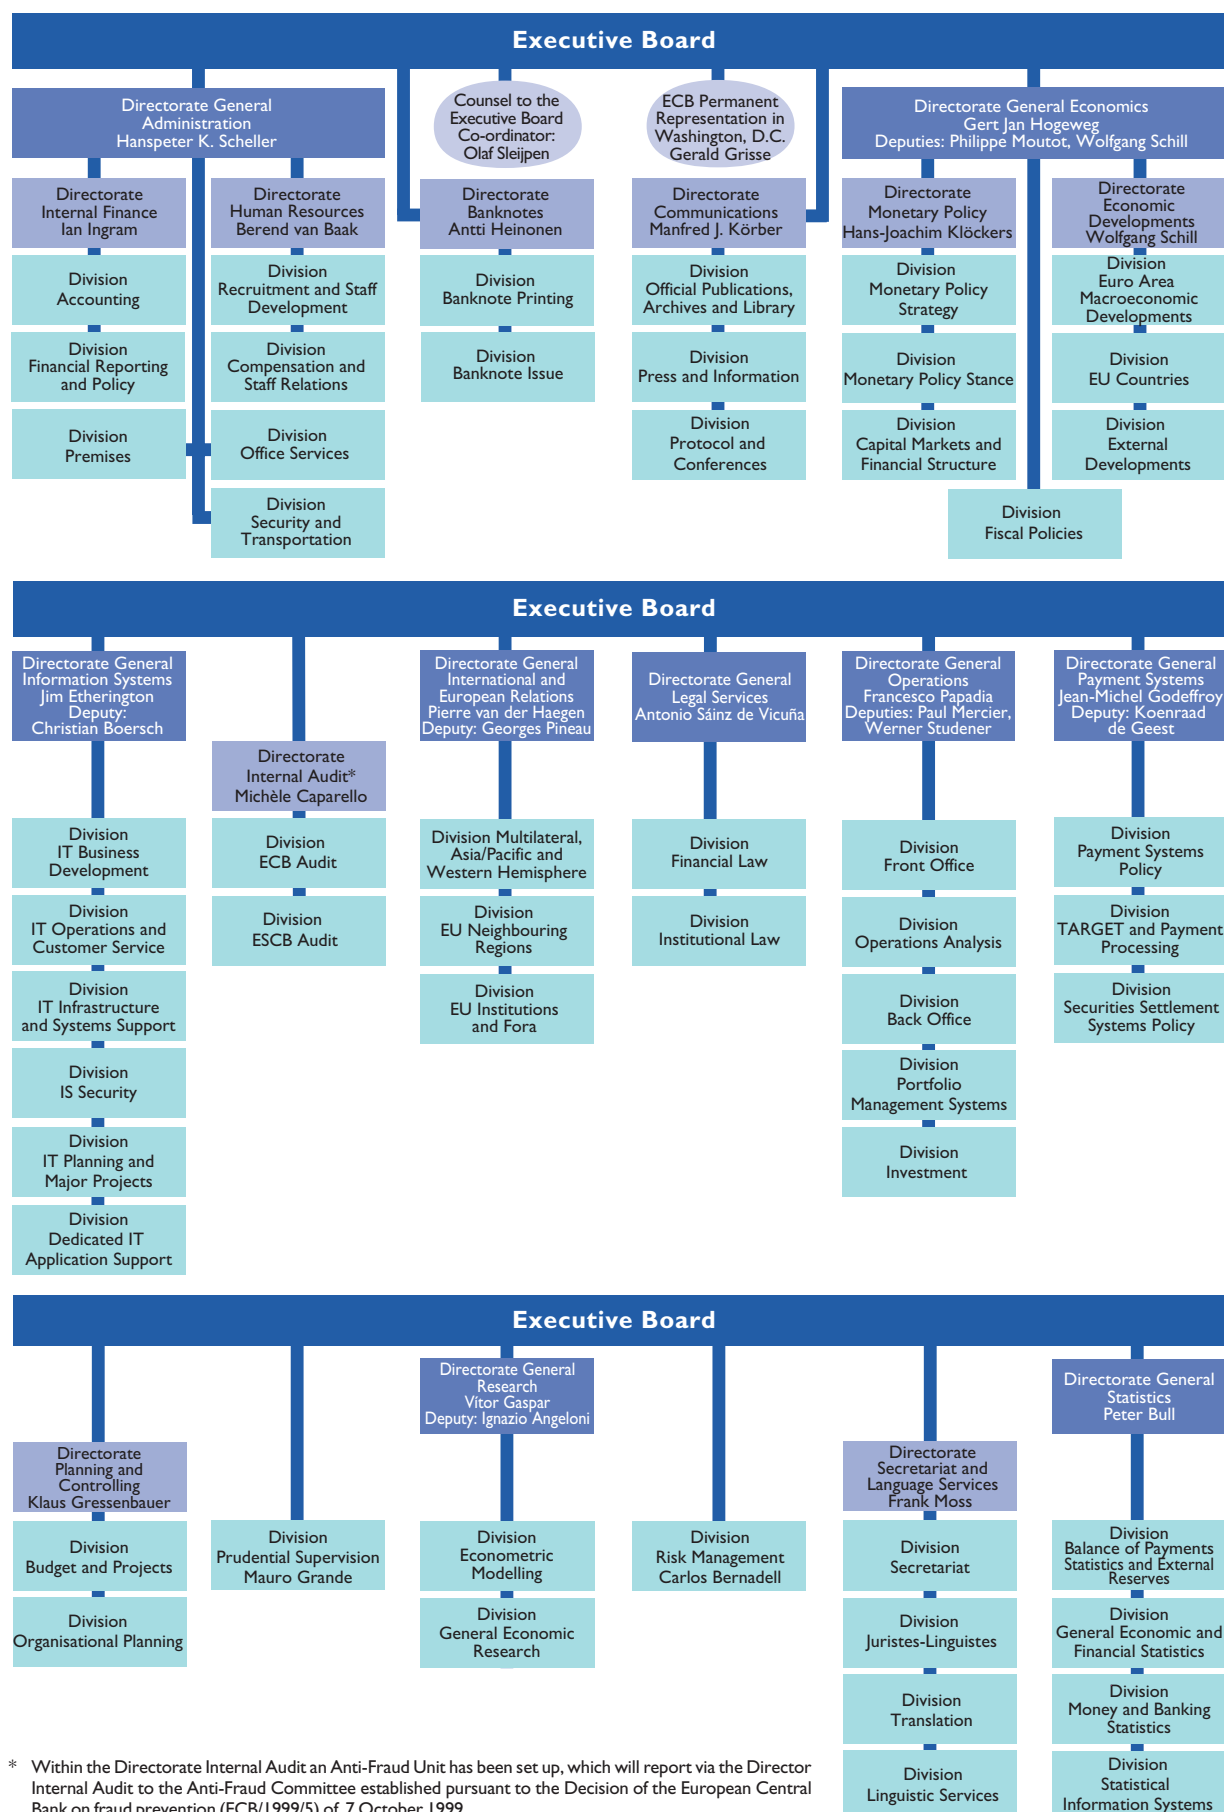 Executive Board
Directorate General
Administration
Hanspeter K. Scheller
Counsel to the
Executive Board
Co-ordinator:
Olaf Sleijpen
ECB Permanent
Representation in
Washington, D.C.
Gerald Grisse
Directorate General Economics
Gert Jan Hogeweg
Deputies: Philippe Moutot, Wolfgang Schill
Directorate
Internal Finance
Ian Ingram
Directorate
Human Resources
Berend van Baak
Directorate
Banknotes
Antti Heinonen
Directorate
Communications
Manfred J. Körber
Directorate
Monetary Policy
Hans-Joachim Klöckers
Directorate
Economic
Developments
Wolfgang Schill
Division
Accounting
Division
Recruitment and Staff
Development
Division
Banknote Printing
Division
Official Publications,
Archives and Library
Division
Monetary Policy
Strategy
Division
Euro Area
Macroeconomic
Developments
Division
Financial Reporting
and Policy
Division
Compensation and
Staff Relations
Division
Banknote Issue
Division
Press and Information
Division
Monetary Policy Stance
Division
EU Countries
Division
Premises
Division
Office Services
Division
Protocol and
Conferences
Division
Capital Markets and
Financial Structure
Division
External
Developments
Division
Security and
Transportation
Division
Fiscal Policies
Executive Board
Directorate General
Information Systems
Jim Etherington
Deputy:
Christian Boersch
Directorate
Internal Audit*
Michèle Caparello
Directorate General
International and
European Relations
Pierre van der Haegen
Deputy: Georges Pineau
Directorate General
Legal Services
Antonio Sáinz de Vicuña
Directorate General
Operations
Francesco Papadia
Deputies: Paul Mercier,
Werner Studener
Directorate General
Payment Systems
Jean-Michel Godeffroy
Deputy: Koenraad
de Geest
Division
IT Business
Development
Division
ECB Audit
Division Multilateral,
Asia/Pacific and
Western Hemisphere
Division
Financial Law
Division
Front Office
Division
Payment Systems
Policy
Division
IT Operations and
Customer Service
Division
ESCB Audit
Division
EU Neighbouring
Regions
Division
Institutional Law
Division
Operations Analysis
Division
TARGET and Payment
Processing
Division
IT Infrastructure
and Systems Support
Division
EU Institutions
and Fora
Division
Back Office
Division
Securities Settlement
Systems Policy
Division
IS Security
Division
Portfolio
Management Systems
Division
IT Planning and
Major Projects
Division
Investment
Division
Dedicated IT
Application Support
Executive Board
Directorate
Planning and
Controlling
Klaus Gressenbauer
Directorate General
Research
Vítor Gaspar
Deputy: Ignazio Angeloni
Directorate
Secretariat and
Language Services
Frank Moss
Directorate General
Statistics
Peter Bull
Division
Budget and Projects
Division
Prudential Supervision
Mauro Grande
Division
Econometric
Modelling
Division
Risk Management
Carlos Bernadell
Division
Secretariat
Division
Balance of Payments
Statistics and External
Reserves
Division
Organisational Planning
Division
General Economic
Research
Division
Juristes-Linguistes
Division
General Economic and
Financial Statistics
Division
Translation
Division
Money and Banking
Statistics
Division
Linguistic Services
Division
Statistical
Information Systems
* Within the Directorate Internal Audit an Anti-Fraud Unit has been set up, which will report via the Director
Internal Audit to the Anti-Fraud Committee established pursuant to the Decision of the European Central
Bank on fraud prevention (ECB/1999/5) of 7 October 1999.